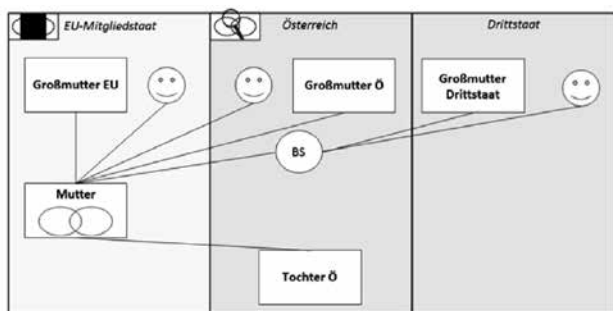 EU-Mitgliedstaat
Österreich
Drittstaat
Großmutter EU
Großmutter Ö
Großmutter
Drittstaat
BS
Mutter
Tochter Ö